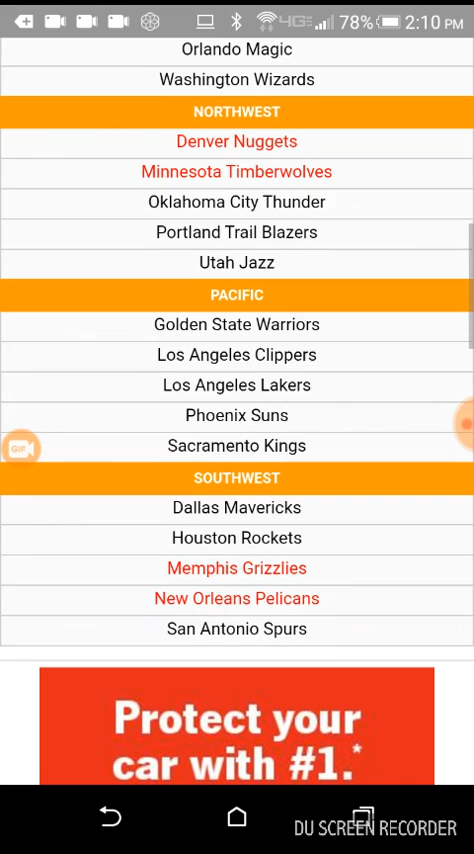 4G 78% 2:10 PM
Orlando Magic
Washington Wizards
NORTHWEST
Denver Nuggets
Minnesota Timberwolves
Oklahoma City Thunder
Portland Trail Blazers
Utah Jazz
PACIFIC
Golden State Warriors
Los Angeles Clippers
Los Angeles Lakers
Phoenix Suns
Sacramento Kings
GIF
SOUTHWEST
Dallas Mavericks
Houston Rockets
Memphis Grizzlies
New Orleans Pelicans
San Antonio Spurs
Protect your
car with #1.*
DU SCREEN RECORDER